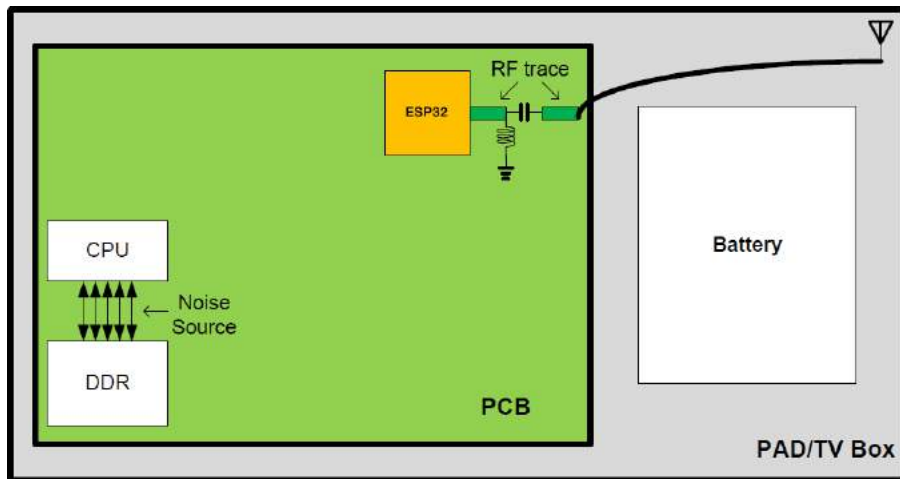 RF trace
ESP32
CPU
Noise
Source
DDR
Battery
PCB
PAD/TV Box